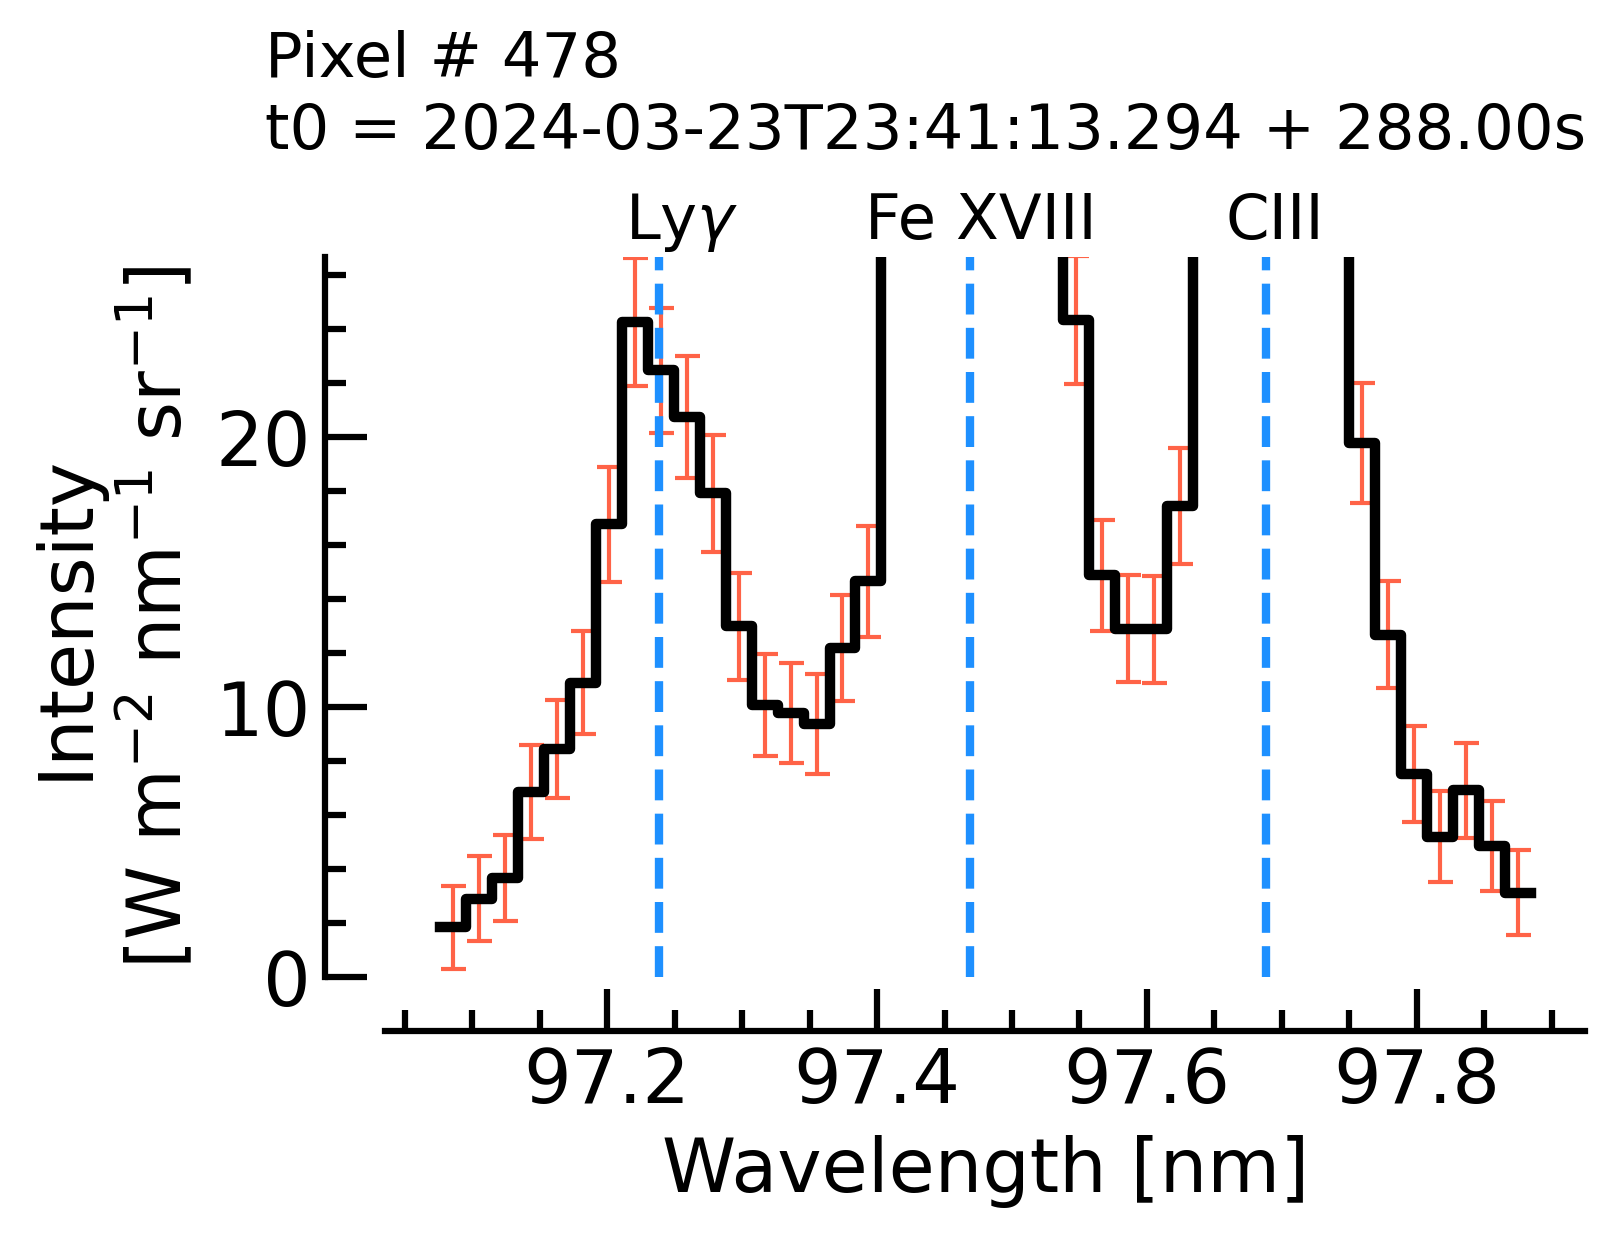 Pixel # 478
t0 = 2024-03-23T23:41:13.294 + 288.00s
Lyγ Fe XVIII CIII
Intensity
[W m⁻² nm⁻¹ sr⁻¹]
20
10
0
97.2 97.4 97.6 97.8
Wavelength [nm]